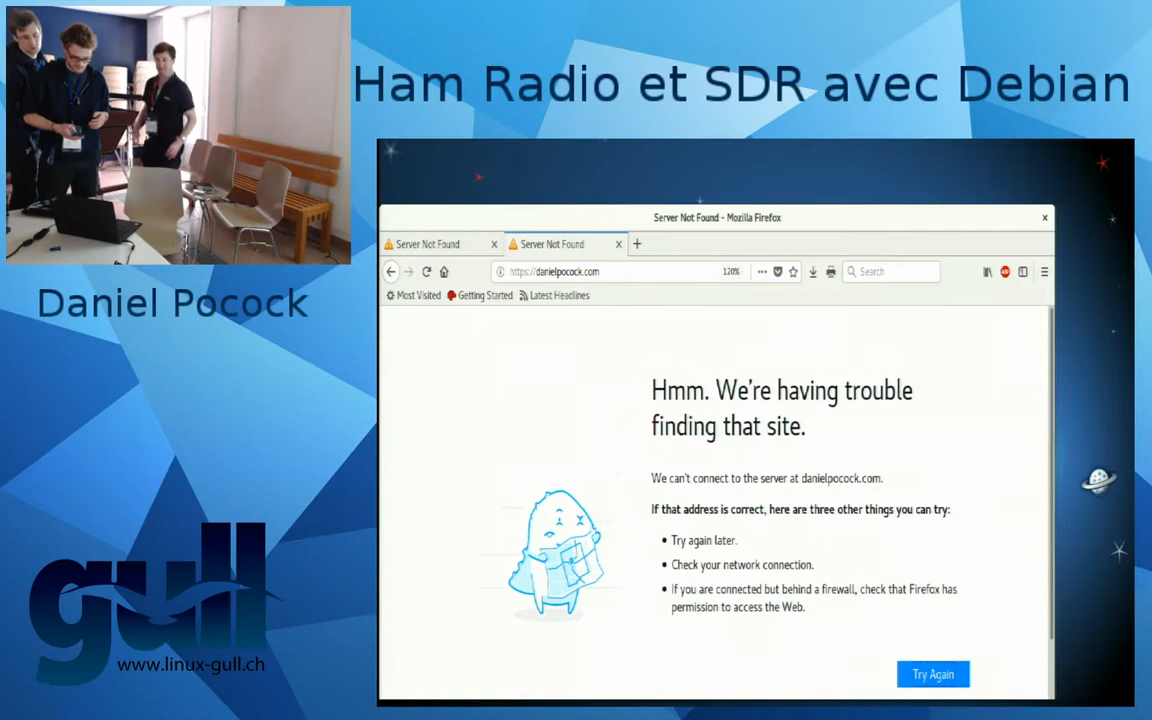 Ham Radio et SDR avec Debian
Daniel Pocock
Server Not Found - Mozilla Firefox
Server Not Found
Server Not Found
https://danielpocock.com
120%
Search
Most Visited
Getting Started
Latest Headlines
Hmm. We're having trouble
finding that site.
We can't connect to the server at danielpocock.com.
If that address is correct, here are three other things you can try:
Try again later.
Check your network connection.
If you are connected but behind a firewall, check that Firefox has
permission to access the Web.
Try Again
gull
www.linux-gull.ch